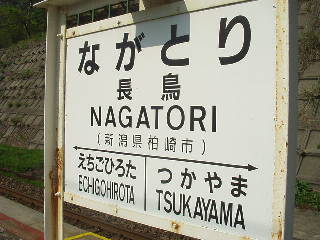 ながとり
長鳥
NAGATORI
(新潟県柏崎市)
えちごひろた
ECHIGOHIROTA
つかやま
TSUKAYAMA